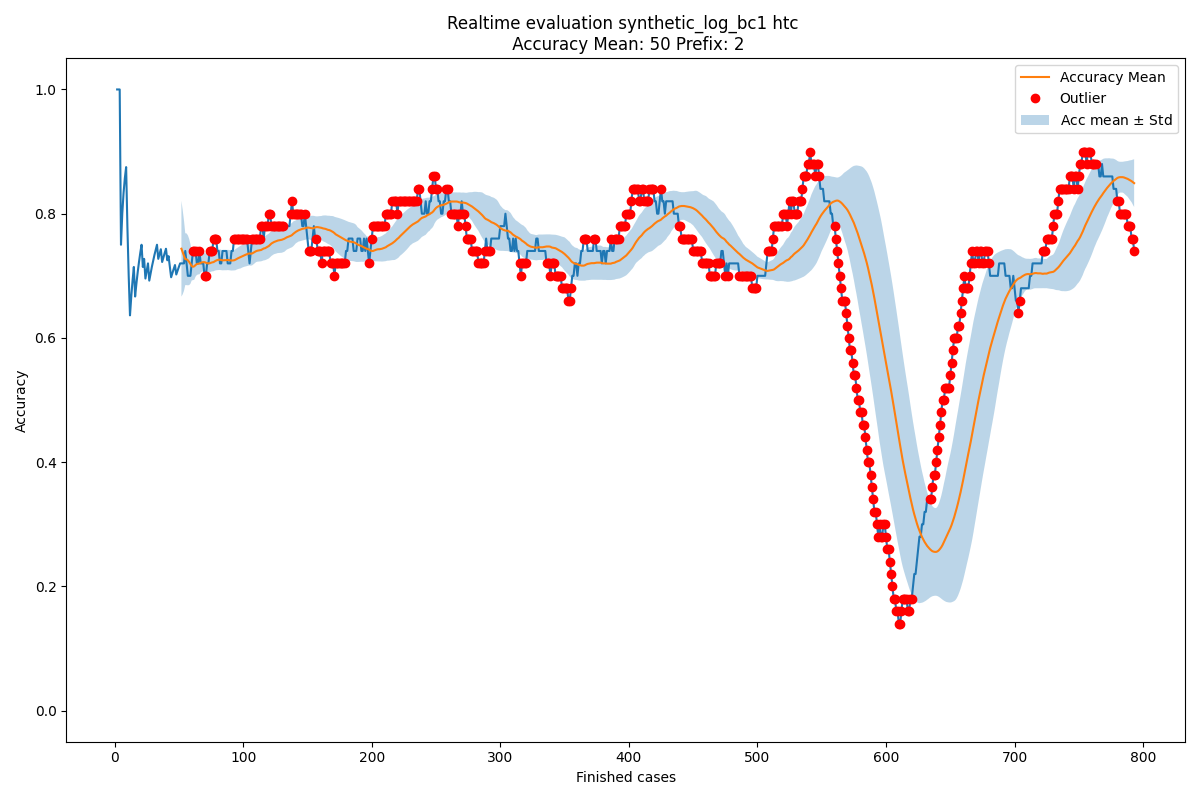 Realtime evaluation synthetic_log_bc1 htc
Accuracy Mean: 50 Prefix: 2
Accuracy Mean
Outlier
Acc mean ± Std
Accuracy
1.0
0.8
0.6
0.4
0.2
0.0
0 100 200 300 400 500 600 700 800
Finished cases